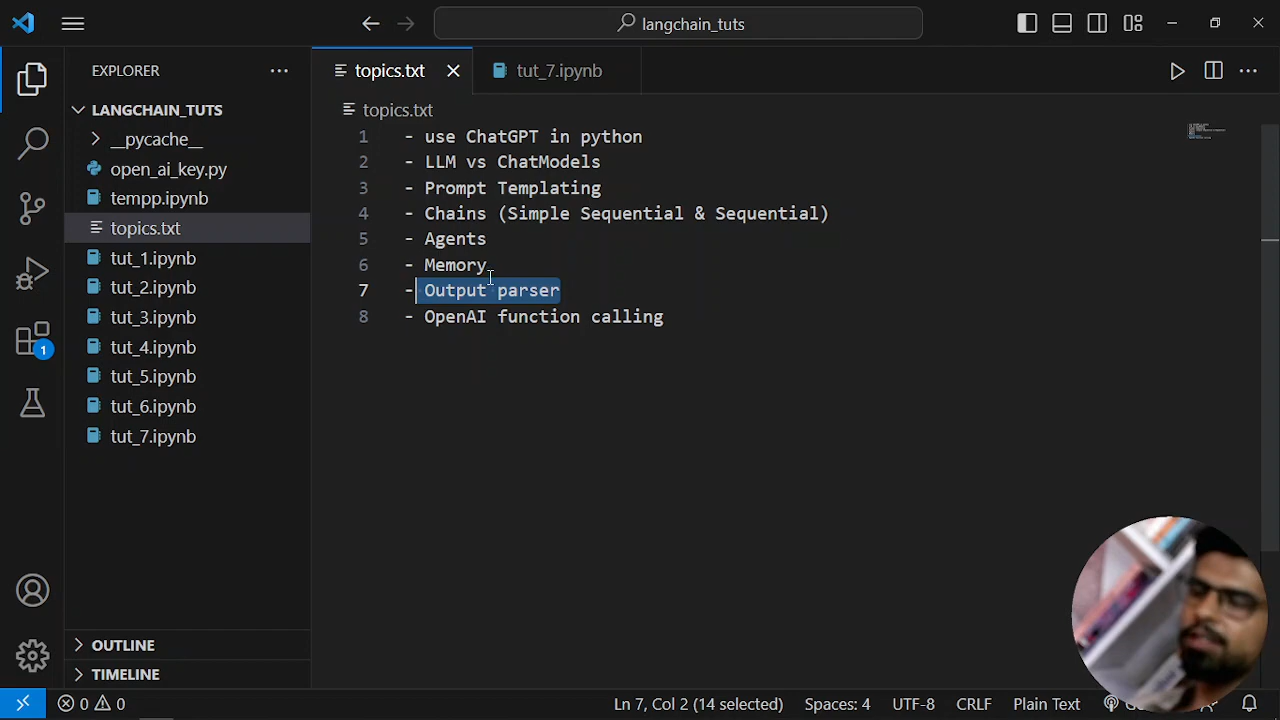 langchain_tuts
EXPLORER
topics.txt
tut_7.ipynb
LANGCHAIN_TUTS
__pycache__
open_ai_key.py
tempp.ipynb
topics.txt
tut_1.ipynb
tut_2.ipynb
tut_3.ipynb
tut_4.ipynb
tut_5.ipynb
tut_6.ipynb
tut_7.ipynb
OUTLINE
TIMELINE
1
topics.txt
1 - use ChatGPT in python
2 - LLM vs ChatModels
3 - Prompt Templating
4 - Chains (Simple Sequential & Sequential)
5 - Agents
6 - Memory
7 - Output parser
8 - OpenAI function calling
0 0 Ln 7, Col 2 (14 selected) Spaces: 4 UTF-8 CRLF Plain Text